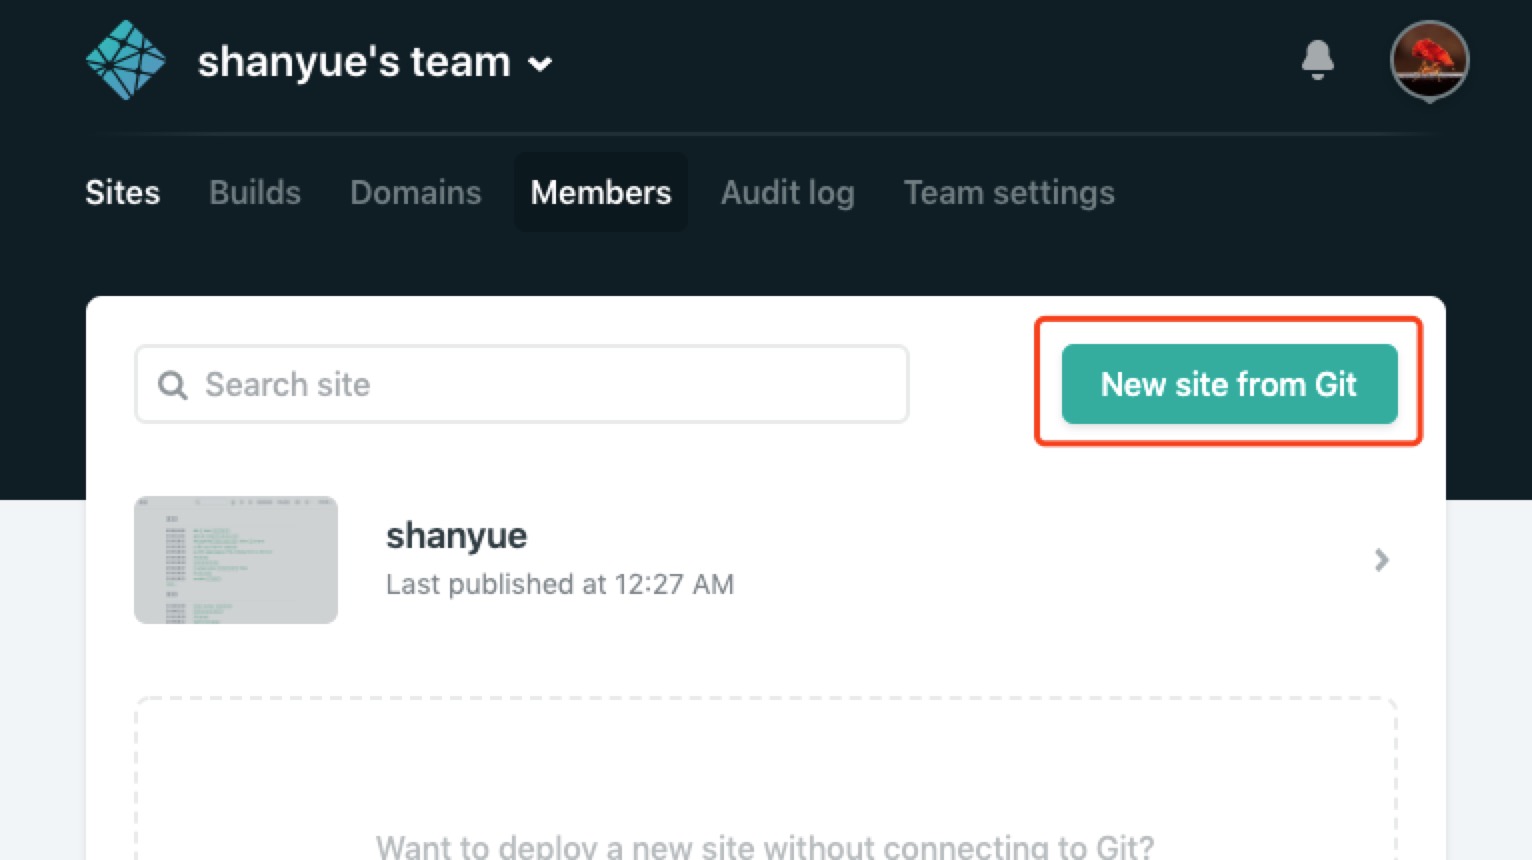 shanyue's team
Sites Builds Domains Members Audit log Team settings
Search site
New site from Git
shanyue
Last published at 12:27 AM
Want to deploy a new site without connecting to Git?